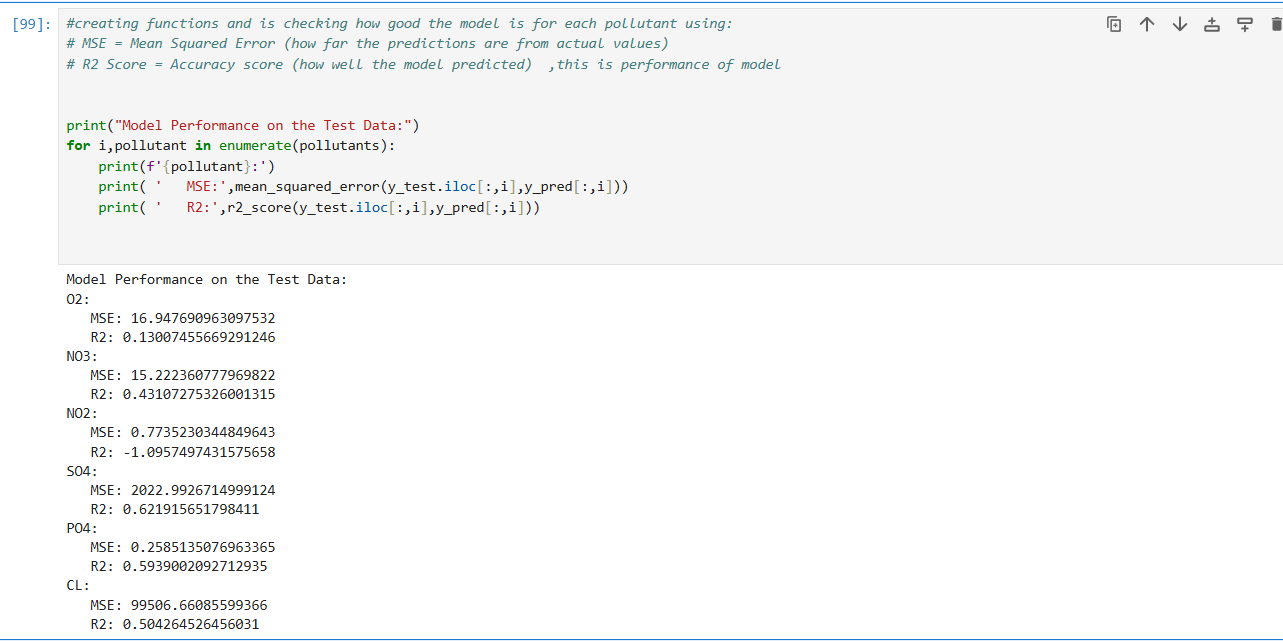 [99]:
#creating functions and is checking how good the model is for each pollutant using:
# MSE = Mean Squared Error (how far the predictions are from actual values)
# R2 Score = Accuracy score (how well the model predicted)  ,this is performance of model
print("Model Performance on the Test Data:")
for i,pollutant in enumerate(pollutants):
    print(f'{pollutant}:')
    print( '   MSE:',mean_squared_error(y_test.iloc[:,i],y_pred[:,i]))
    print( '   R2:',r2_score(y_test.iloc[:,i],y_pred[:,i]))
Model Performance on the Test Data:
O2:
   MSE: 16.947690963097532
   R2: 0.13007455669291246
NO3:
   MSE: 15.222360777969822
   R2: 0.43107275326001315
NO2:
   MSE: 0.7735230344849643
   R2: -1.0957497431575658
SO4:
   MSE: 2022.9926714999124
   R2: 0.621915651798411
PO4:
   MSE: 0.2585135076963365
   R2: 0.5939002092712935
CL:
   MSE: 99506.66085599366
   R2: 0.504264526456031